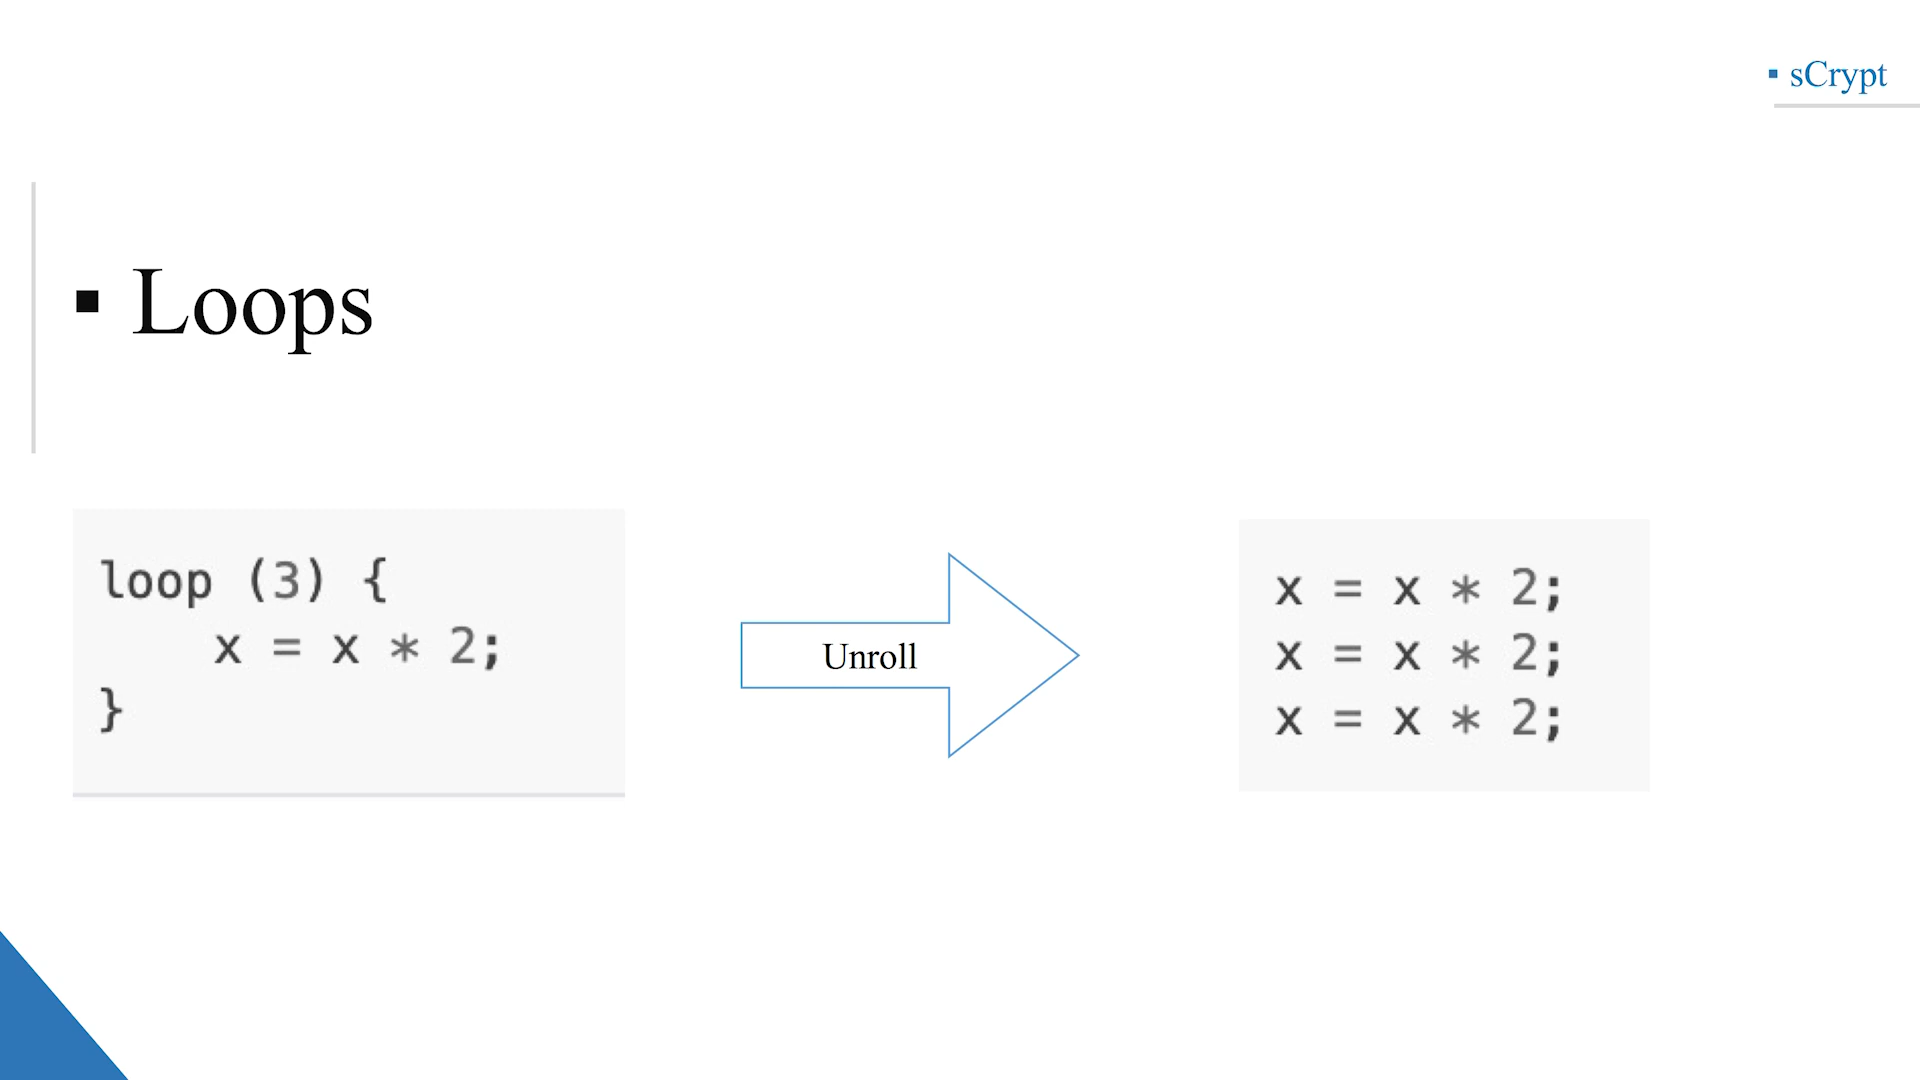 ▪ sCrypt
▪ Loops
loop (3) {
    x = x * 2;
}
Unroll
x = x * 2;
x = x * 2;
x = x * 2;